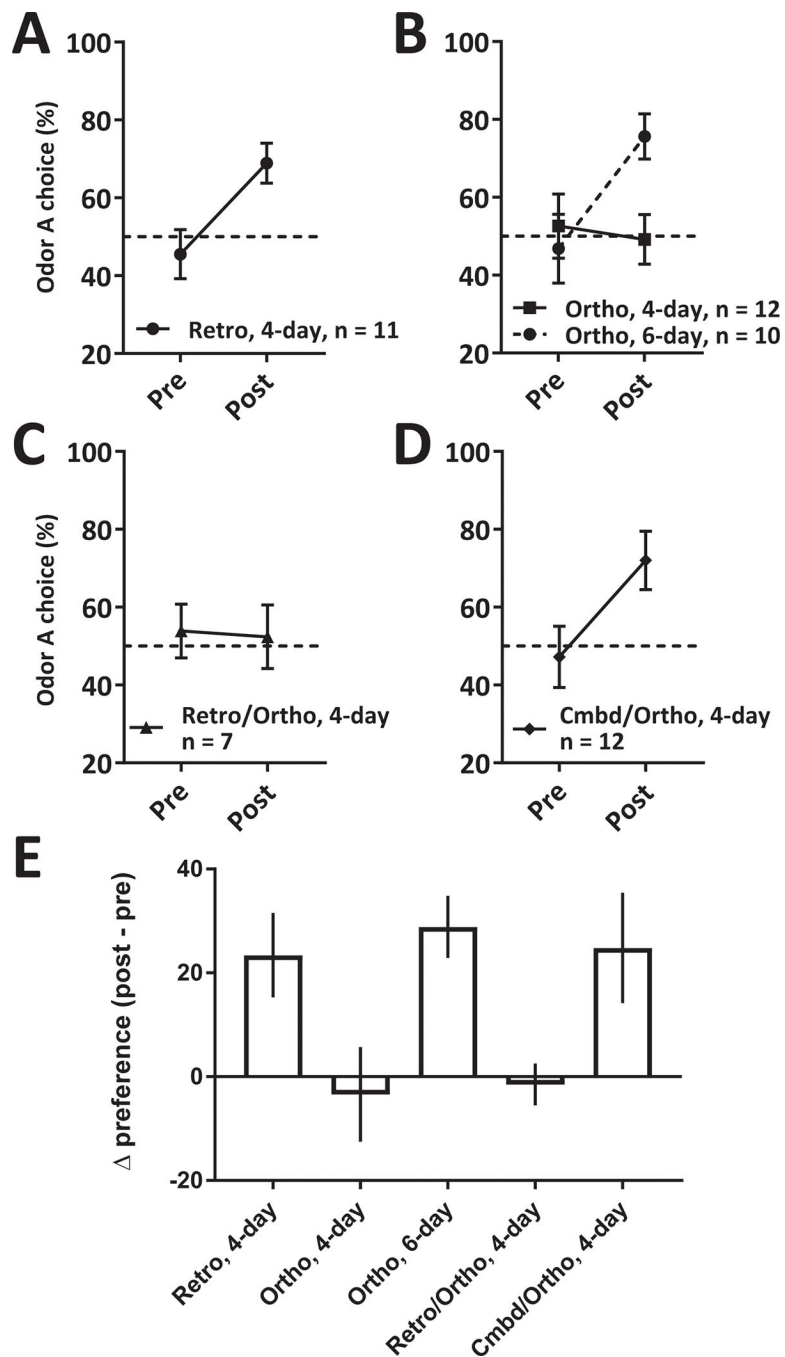 A
100
80
60
40
20
Odor A choice (%)
Retro, 4-day, n = 11
Pre
Post
B
100
80
60
40
20
Ortho, 4-day, n = 12
Ortho, 6-day, n = 10
Pre
Post
C
100
80
60
40
20
Odor A choice (%)
Retro/Ortho, 4-day
n = 7
Pre
Post
D
100
80
60
40
20
Cmbd/Ortho, 4-day
n = 12
Pre
Post
E
40
20
0
-20
Δ preference (post - pre)
Retro, 4-day
Ortho, 4-day
Ortho, 6-day
Retro/Ortho, 4-day
Cmbd/Ortho, 4-day